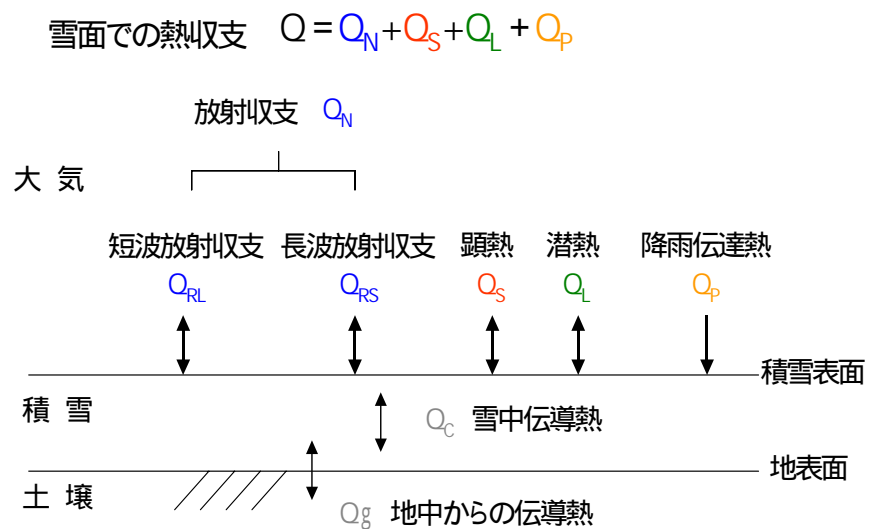 雪面での熱収支 Q = QN+QS+QL + QP
放射収支 QN
大 気
短波放射収支 長波放射収支 顕熱 潜熱 降雨伝達熱
QRL QRS QS QL QP
積雪表面
積 雪
QC 雪中伝導熱
地表面
土 壌
Qg 地中からの伝導熱